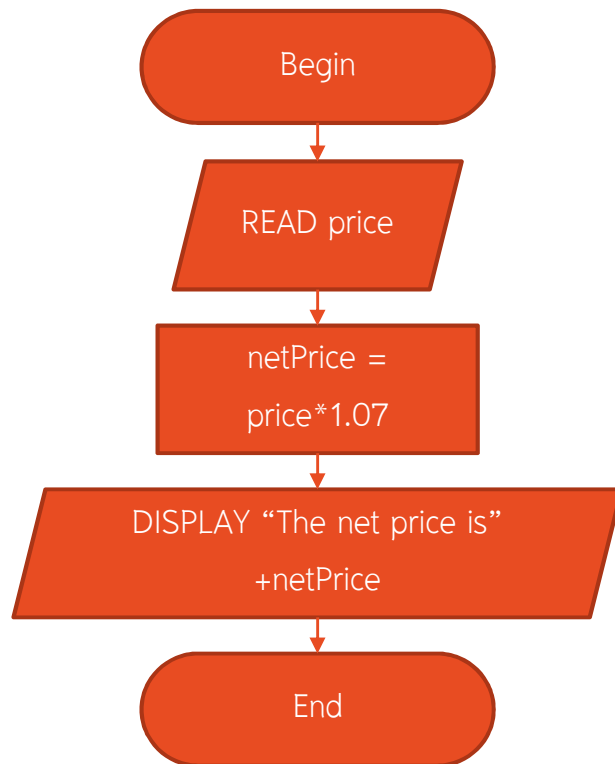 Begin
READ price
netPrice =
price*1.07
DISPLAY “The net price is”
+netPrice
End